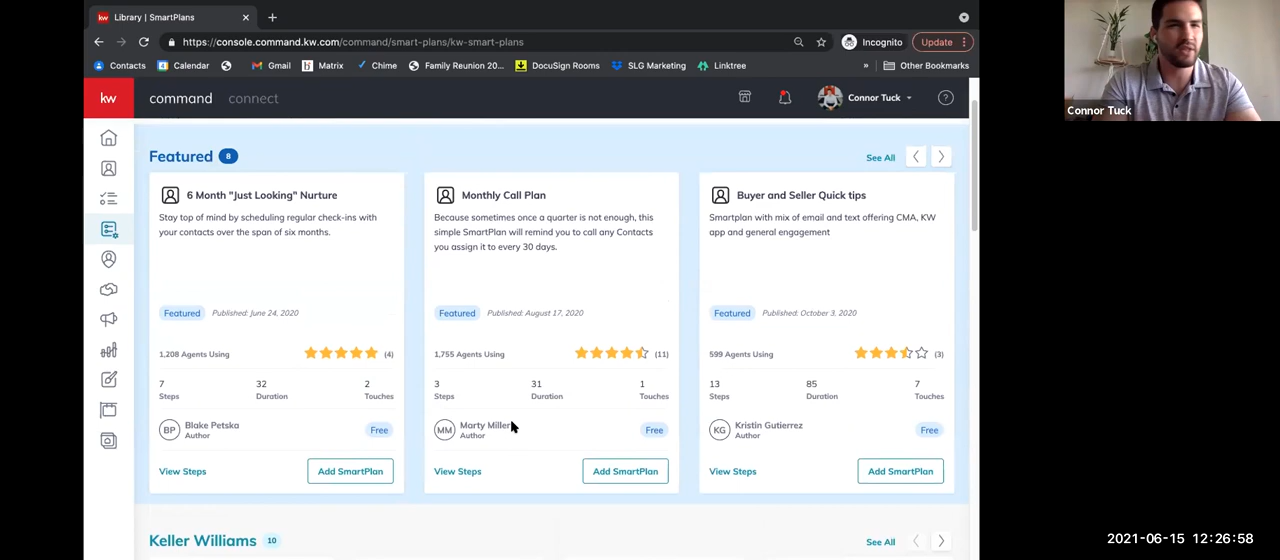 kw Library | SmartPlans
https://console.command.kw.com/command/smart-plans/kw-smart-plans
Incognito
Update
Contacts
Calendar
Gmail
Matrix
Chime
Family Reunion 20...
DocuSign Rooms
SLG Marketing
Linktree
»
Other Bookmarks
kw
command
connect
Connor Tuck
Connor Tuck
Featured 8
See All
6 Month "Just Looking" Nurture
Stay top of mind by scheduling regular check-ins with
your contacts over the span of six months.
Featured
Published: June 24, 2020
1,208 Agents Using
(4)
7
32
2
Steps
Duration
Touches
BP
Blake Petska
Author
Free
View Steps
Add SmartPlan
Monthly Call Plan
Because sometimes once a quarter is not enough, this
simple SmartPlan will remind you to call any Contacts
you assign it to every 30 days.
Featured
Published: August 17, 2020
1,755 Agents Using
(11)
3
31
1
Steps
Duration
Touches
MM
Marty Miller
Author
Free
View Steps
Add SmartPlan
Buyer and Seller Quick tips
Smartplan with mix of email and text offering CMA, KW
app and general engagement
Featured
Published: October 3, 2020
599 Agents Using
(3)
13
85
7
Steps
Duration
Touches
KG
Kristin Gutierrez
Author
Free
View Steps
Add SmartPlan
Keller Williams 10
See All
2021-06-15 12:26:58